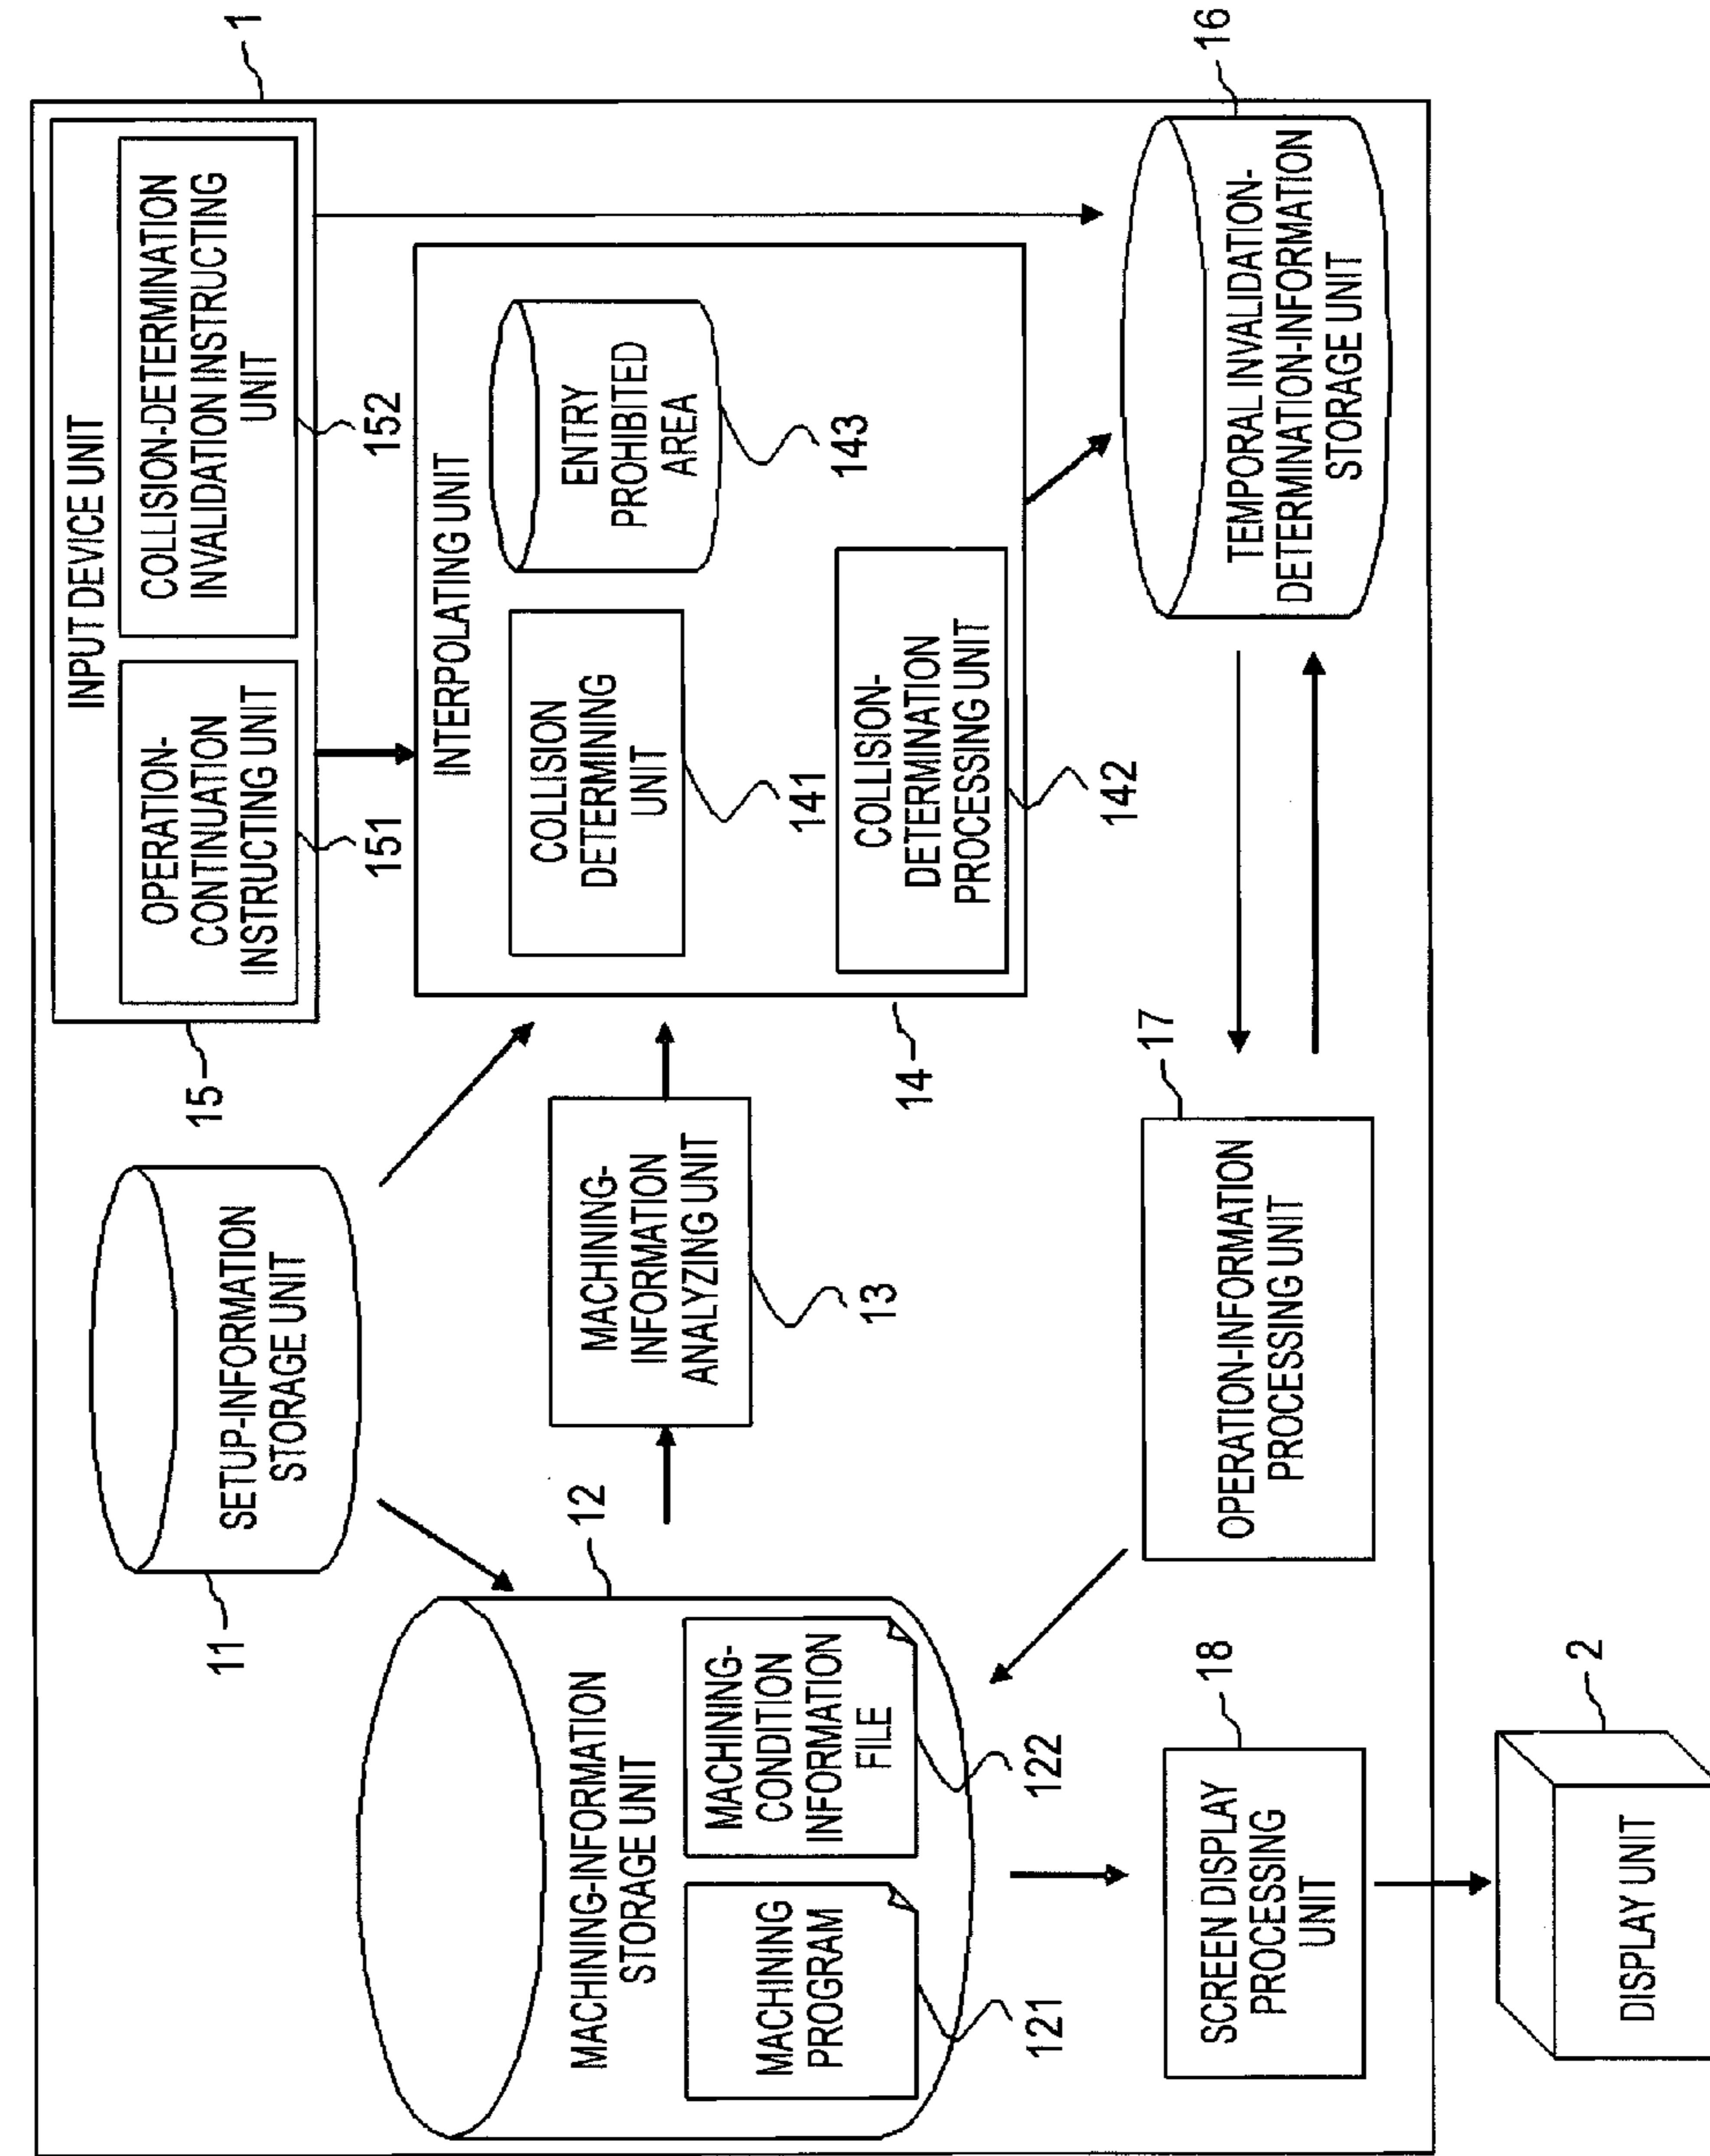 1
INPUT DEVICE UNIT
OPERATION-
CONTINUATION
INSTRUCTING UNIT
151
COLLISION-DETERMINATION
INVALIDATION INSTRUCTING
UNIT
152
15
SETUP-INFORMATION
STORAGE UNIT
11
INTERPOLATING UNIT
COLLISION
DETERMINING
UNIT
141
ENTRY
PROHIBITED
AREA
143
COLLISION-
DETERMINATION
PROCESSING UNIT
142
14
MACHINING-
INFORMATION
ANALYZING UNIT
13
12
MACHINING-INFORMATION
STORAGE UNIT
MACHINING
PROGRAM
121
MACHINING-
CONDITION
INFORMATION
FILE
122
16
TEMPORAL INVALIDATION-
DETERMINATION-INFORMATION
STORAGE UNIT
17
OPERATION-INFORMATION
PROCESSING UNIT
18
SCREEN DISPLAY
PROCESSING
UNIT
2
DISPLAY UNIT